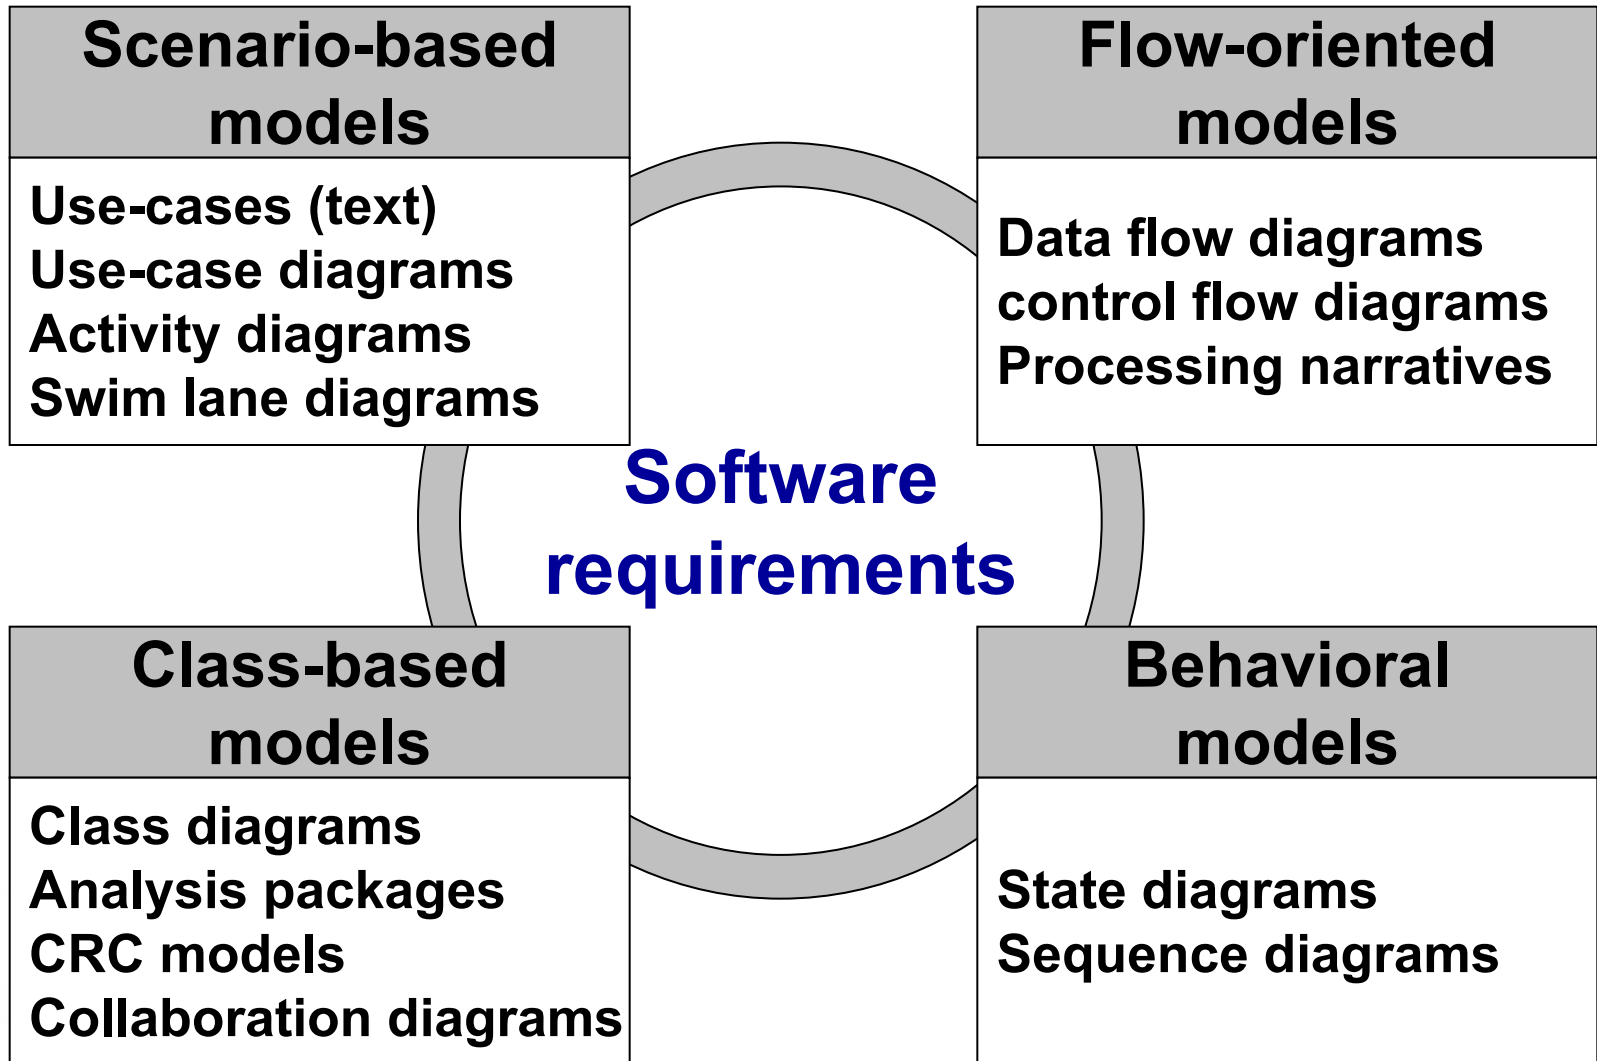 Scenario-based
models
Use-cases (text)
Use-case diagrams
Activity diagrams
Swim lane diagrams
Flow-oriented
models
Data flow diagrams
control flow diagrams
Processing narratives
Software
requirements
Class-based
models
Class diagrams
Analysis packages
CRC models
Collaboration diagrams
Behavioral
models
State diagrams
Sequence diagrams